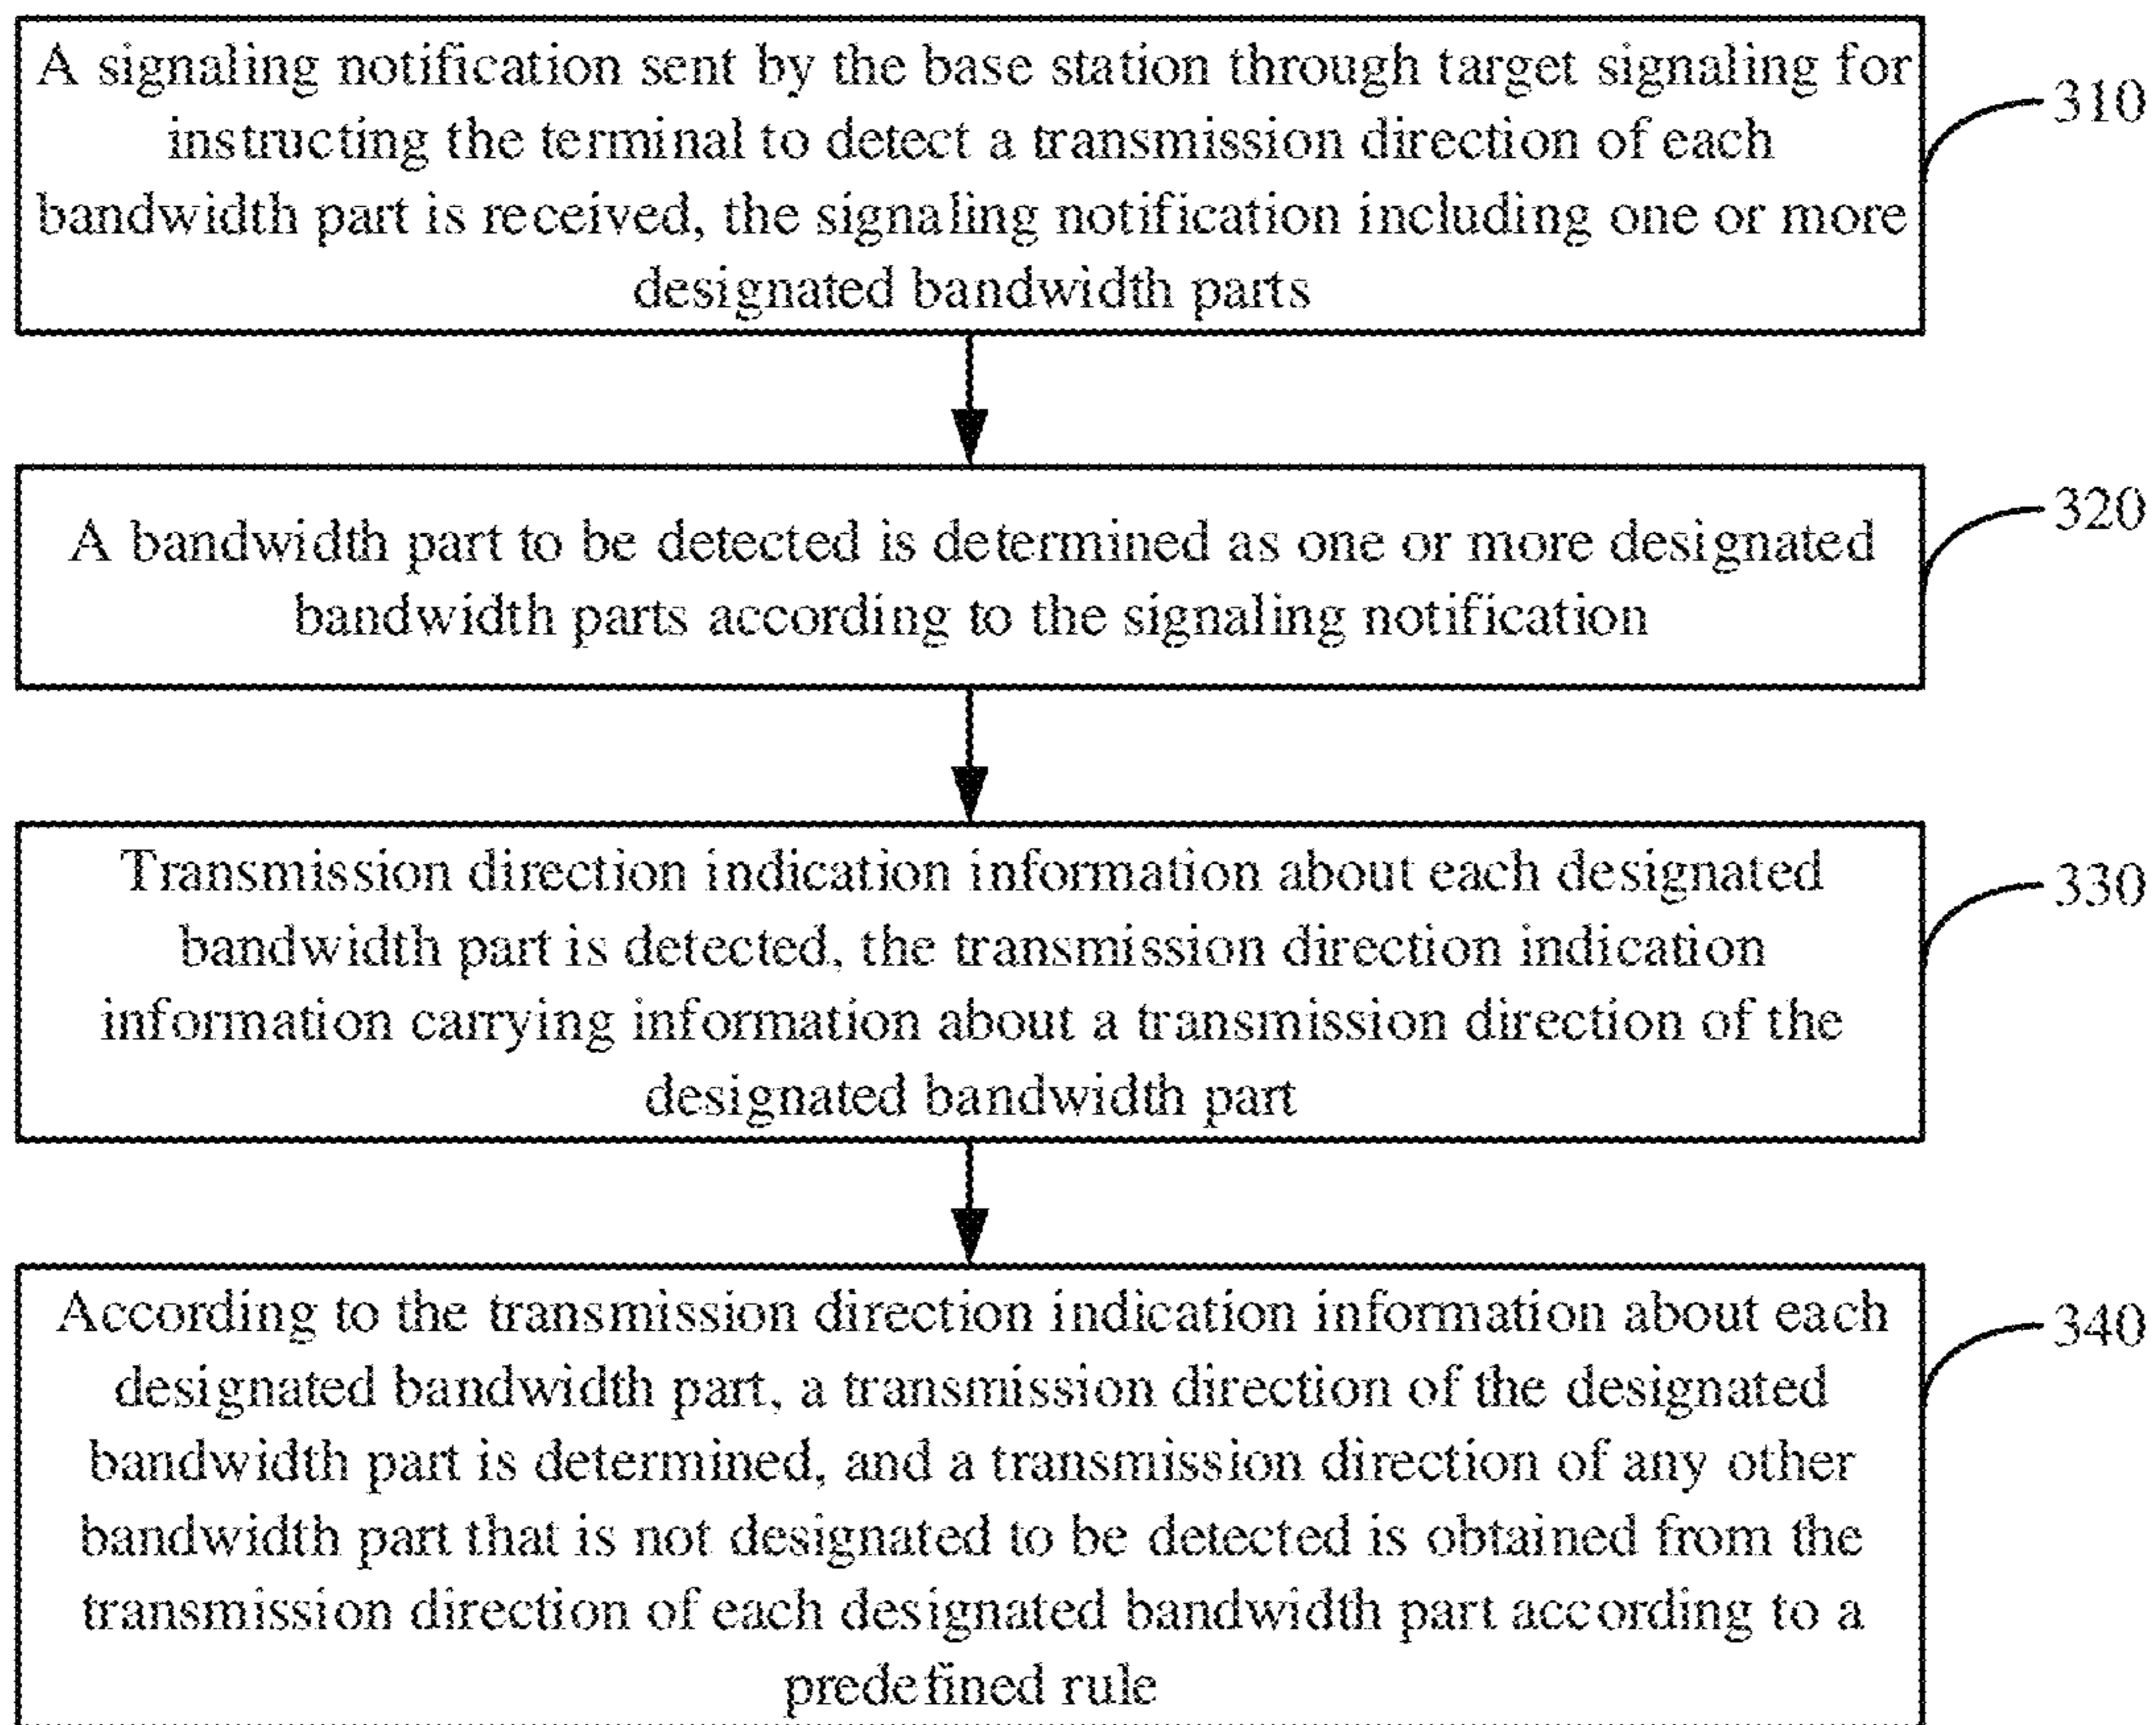 A signaling notification sent by the base station through target signaling for
instructing the terminal to detect a transmission direction of each
bandwidth part is received, the signaling notification including one or more
designated bandwidth parts
310
A bandwidth part to be detected is determined as one or more designated
bandwidth parts according to the signaling notification
320
Transmission direction indication information about each designated
bandwidth part is detected, the transmission direction indication
information carrying information about a transmission direction of the
designated bandwidth part
330
According to the transmission direction indication information about each
designated bandwidth part, a transmission direction of the designated
bandwidth part is determined, and a transmission direction of any other
bandwidth part that is not designated to be detected is obtained from the
transmission direction of each designated bandwidth part according to a
predefined rule
340